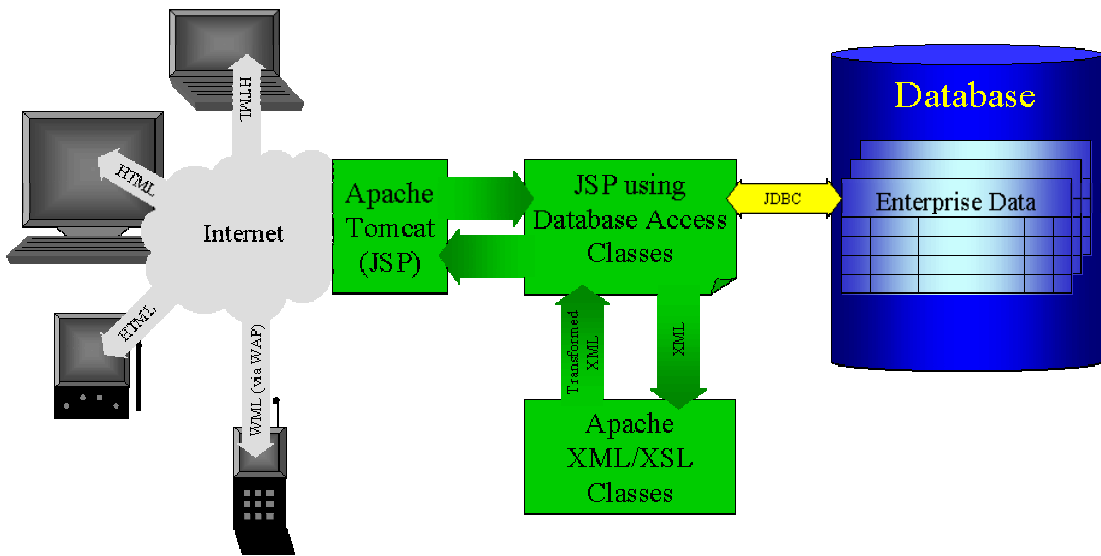 HTML
HTML
Internet
HTML
WML (via WAP)
Apache
Tomcat
(JSP)
JSP using
Database Access
Classes
JDBC
Database
Enterprise Data
Transformed
XML
XML
Apache
XML/XSL
Classes